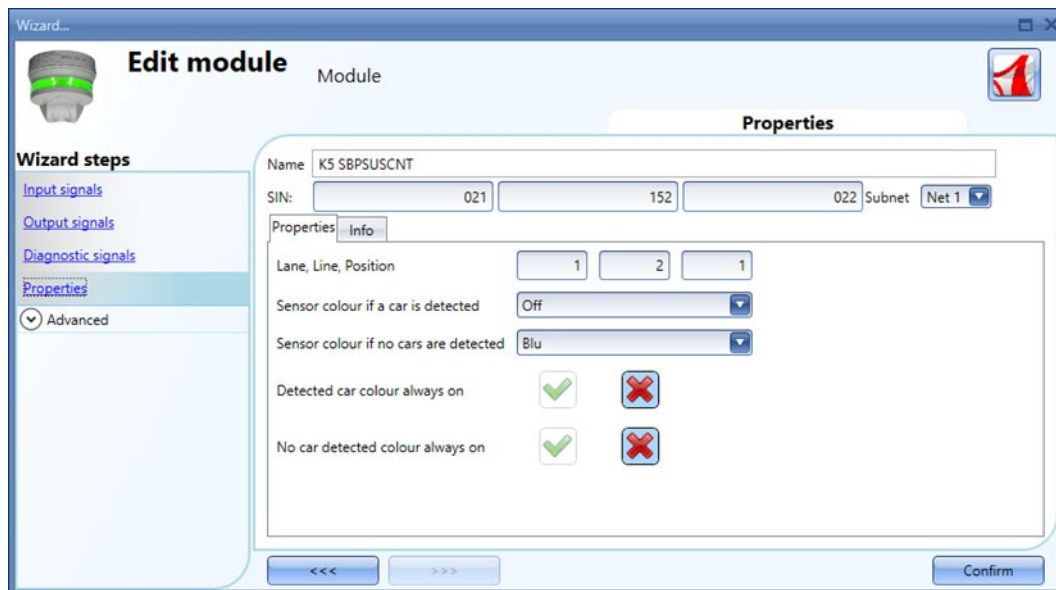 Wizard...
Edit module
Module
Properties
Wizard steps
Input signals
Output signals
Diagnostic signals
Properties
Advanced
Name K5 SBPSUSCNT
SIN: 021 152 022 Subnet Net 1
Properties Info
Lane, Line, Position 1 2 1
Sensor colour if a car is detected Off
Sensor colour if no cars are detected Blu
Detected car colour always on
No car detected colour always on
<<< >>> Confirm